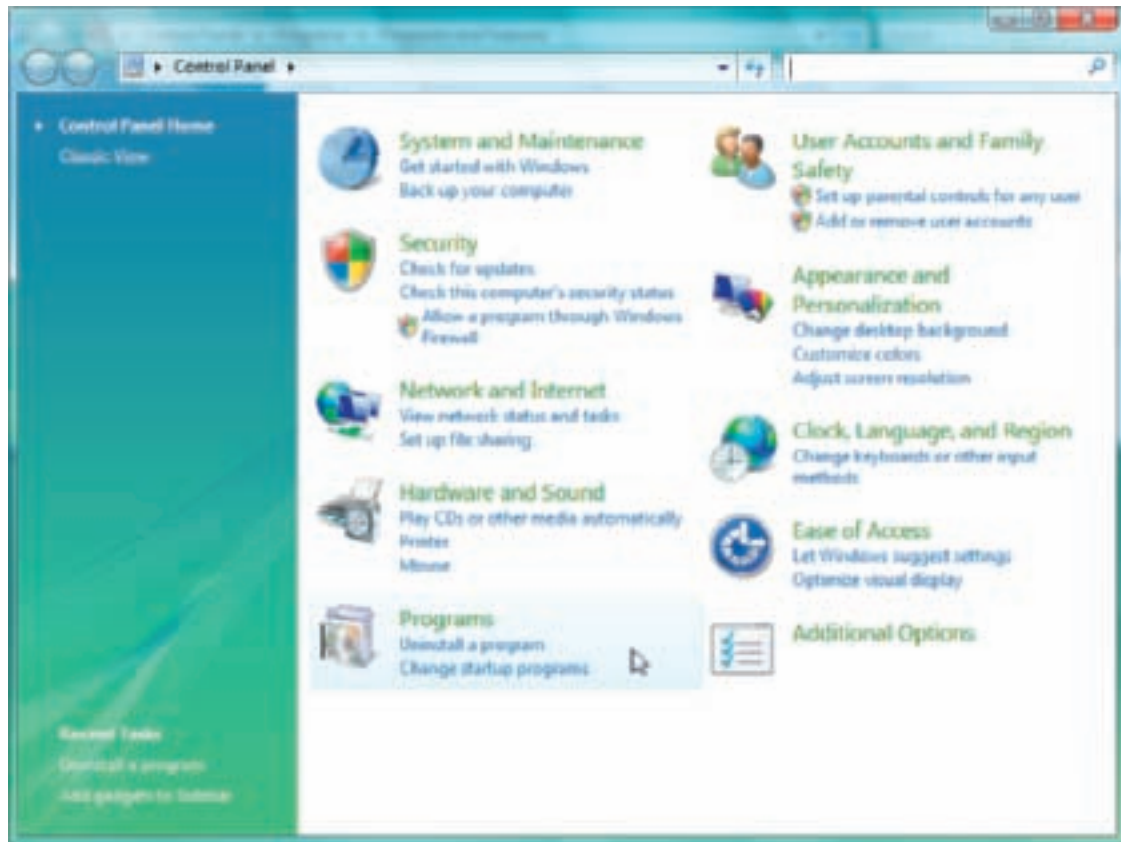 Control Panel
Control Panel Home
Classic View
System and Maintenance
Get started with Windows
Back up your computer
Security
Check for updates
Check this computer's security status
Allow a program through Windows
Firewall
Network and Internet
View network status and tasks
Set up file sharing
Hardware and Sound
Play CDs or other media automatically
Printer
Mouse
Programs
Uninstall a program
Change startup programs
User Accounts and Family
Safety
Set up parental controls for any user
Add or remove user accounts
Appearance and
Personalization
Change desktop background
Customize colors
Adjust screen resolution
Clock, Language, and Region
Change keyboards or other input
methods
Ease of Access
Let Windows suggest settings
Optimize visual display
Additional Options
Recent Tasks
Uninstall a program
Add gadgets to Sidebar